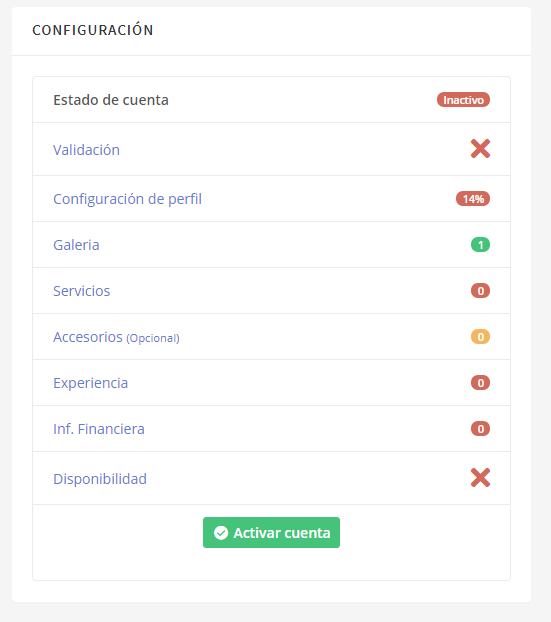 CONFIGURACIÓN
Estado de cuenta Inactivo
Validación
Configuración de perfil 14%
Galeria 1
Servicios 0
Accesorios (Opcional) 0
Experiencia 0
Inf. Financiera 0
Disponibilidad
Activar cuenta